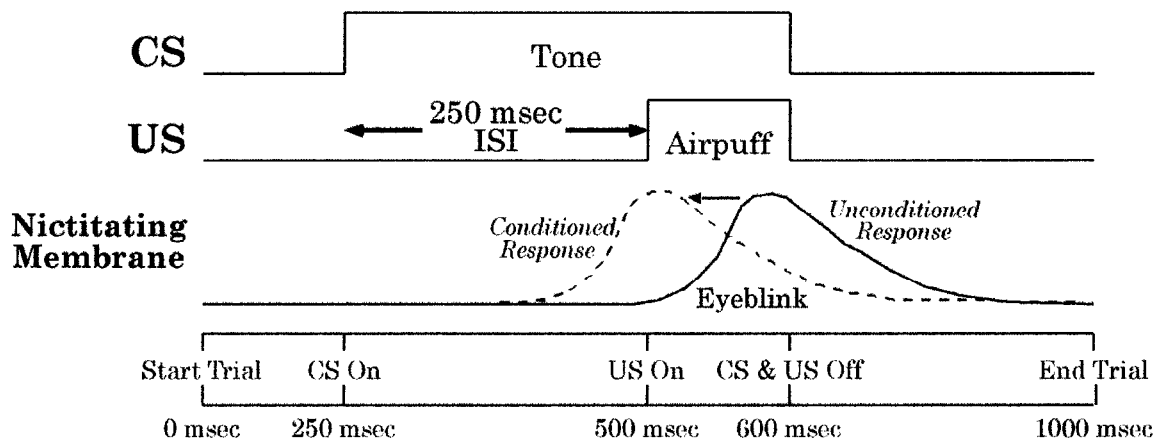 CS
Tone
US
250 msec
ISI
Airpuff
Nictitating
Membrane
Conditioned
Response
Unconditioned
Response
Eyeblink
Start Trial CS On US On CS & US Off End Trial
0 msec 250 msec 500 msec 600 msec 1000 msec